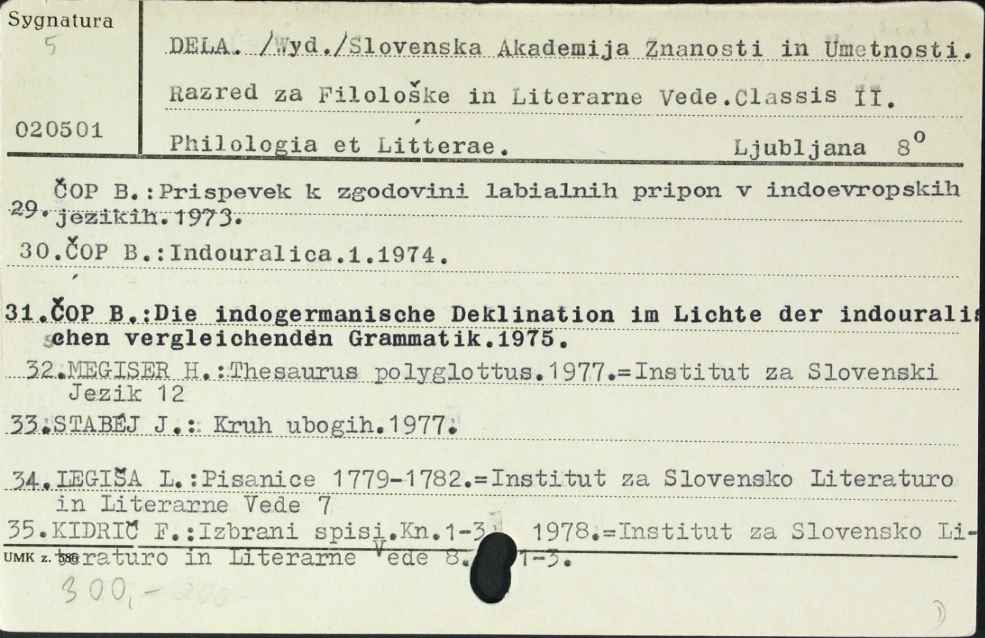 Sygnatura
5
020501
DELA. /Wyd./Slovenska Akademija Znanosti in Umetnosti.
Razred za Filološke in Literarne Vede.Classis II.
Philologia et Litterae. Ljubljana 8⁰
ČOP B.:Prispevek k zgodovini labialnih pripon v indoevropskih
29. jezikih.1973.
30.ČOP B.:Indouralica.1.1974.
31.ČOP B.:Die indogermanische Deklination im Lichte der indouralis
chen vergleichenden Grammatik.1975.
32.MEGISER H.:Thesaurus polyglottus.1977.=Institut za Slovenski
Jezik 12
33.STABÉJ J.: Kruh ubogih.1977.
34.LEGIŠA L.:Pisanice 1779-1782.=Institut za Slovensko Literaturo
in Literarne Vede 7
35.KIDRIČ F.:Izbrani spisi.Kn.1-3 1978.=Institut za Slovensko Li-
teraturo in Literarne Vede 8. 1-3.
UMK z.
300,-